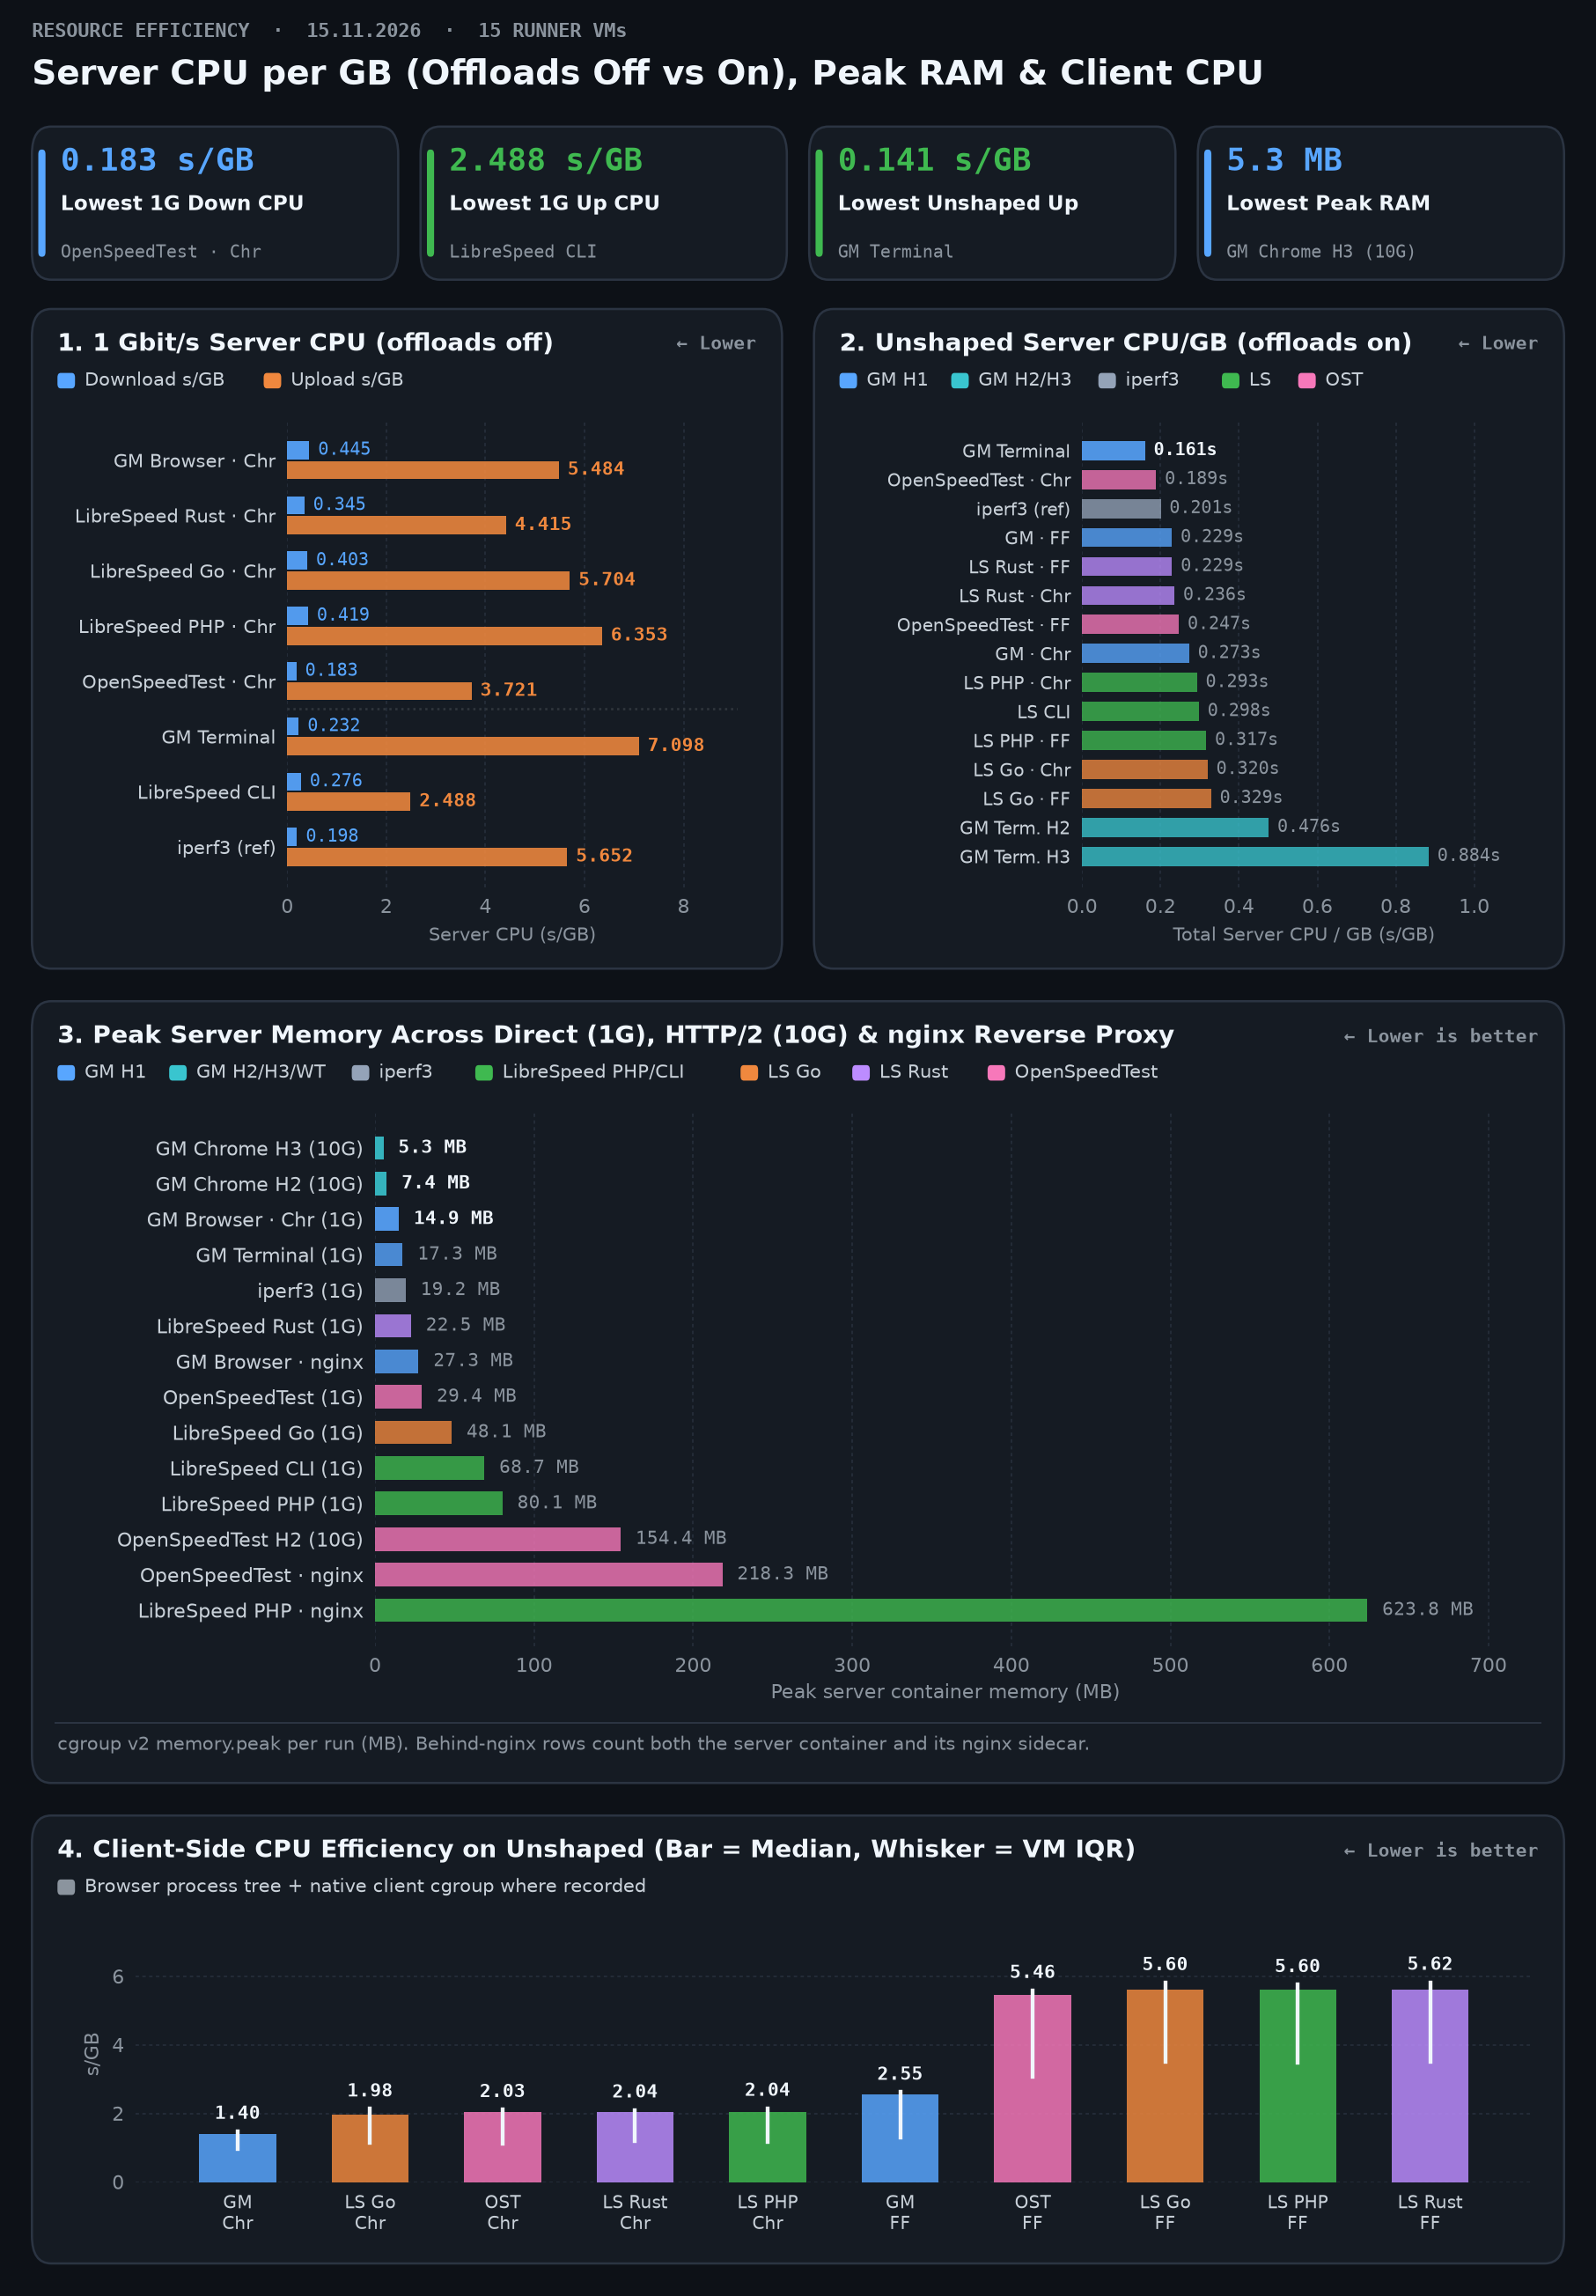 RESOURCE EFFICIENCY · 15.11.2026 · 15 RUNNER VMs
Server CPU per GB (Offloads Off vs On), Peak RAM & Client CPU
0.183 s/GB
Lowest 1G Down CPU
OpenSpeedTest · Chr
2.488 s/GB
Lowest 1G Up CPU
LibreSpeed CLI
0.141 s/GB
Lowest Unshaped Up
GM Terminal
5.3 MB
Lowest Peak RAM
GM Chrome H3 (10G)
1. 1 Gbit/s Server CPU (offloads off) ← Lower
Download s/GB Upload s/GB
GM Browser · Chr 0.445 5.484
LibreSpeed Rust · Chr 0.345 4.415
LibreSpeed Go · Chr 0.403 5.704
LibreSpeed PHP · Chr 0.419 6.353
OpenSpeedTest · Chr 0.183 3.721
GM Terminal 0.232 7.098
LibreSpeed CLI 0.276 2.488
iperf3 (ref) 0.198 5.652
0 2 4 6 8
Server CPU (s/GB)
2. Unshaped Server CPU/GB (offloads on) ← Lower
GM H1 GM H2/H3 iperf3 LS OST
GM Terminal 0.161s
OpenSpeedTest · Chr 0.189s
iperf3 (ref) 0.201s
GM · FF 0.229s
LS Rust · FF 0.229s
LS Rust · Chr 0.236s
OpenSpeedTest · FF 0.247s
GM · Chr 0.273s
LS PHP · Chr 0.293s
LS CLI 0.298s
LS PHP · FF 0.317s
LS Go · Chr 0.320s
LS Go · FF 0.329s
GM Term. H2 0.476s
GM Term. H3 0.884s
0.0 0.2 0.4 0.6 0.8 1.0
Total Server CPU / GB (s/GB)
3. Peak Server Memory Across Direct (1G), HTTP/2 (10G) & nginx Reverse Proxy ← Lower is better
GM H1 GM H2/H3/WT iperf3 LibreSpeed PHP/CLI LS Go LS Rust OpenSpeedTest
GM Chrome H3 (10G) 5.3 MB
GM Chrome H2 (10G) 7.4 MB
GM Browser · Chr (1G) 14.9 MB
GM Terminal (1G) 17.3 MB
iperf3 (1G) 19.2 MB
LibreSpeed Rust (1G) 22.5 MB
GM Browser · nginx 27.3 MB
OpenSpeedTest (1G) 29.4 MB
LibreSpeed Go (1G) 48.1 MB
LibreSpeed CLI (1G) 68.7 MB
LibreSpeed PHP (1G) 80.1 MB
OpenSpeedTest H2 (10G) 154.4 MB
OpenSpeedTest · nginx 218.3 MB
LibreSpeed PHP · nginx 623.8 MB
0 100 200 300 400 500 600 700
Peak server container memory (MB)
cgroup v2 memory.peak per run (MB). Behind-nginx rows count both the server container and its nginx sidecar.
4. Client-Side CPU Efficiency on Unshaped (Bar = Median, Whisker = VM IQR) ← Lower is better
Browser process tree + native client cgroup where recorded
s/GB
6
4
2
0
1.40 1.98 2.03 2.04 2.04 2.55 5.46 5.60 5.60 5.62
GM LS Go OST LS Rust LS PHP GM OST LS Go LS PHP LS Rust
Chr Chr Chr Chr Chr FF FF FF FF FF